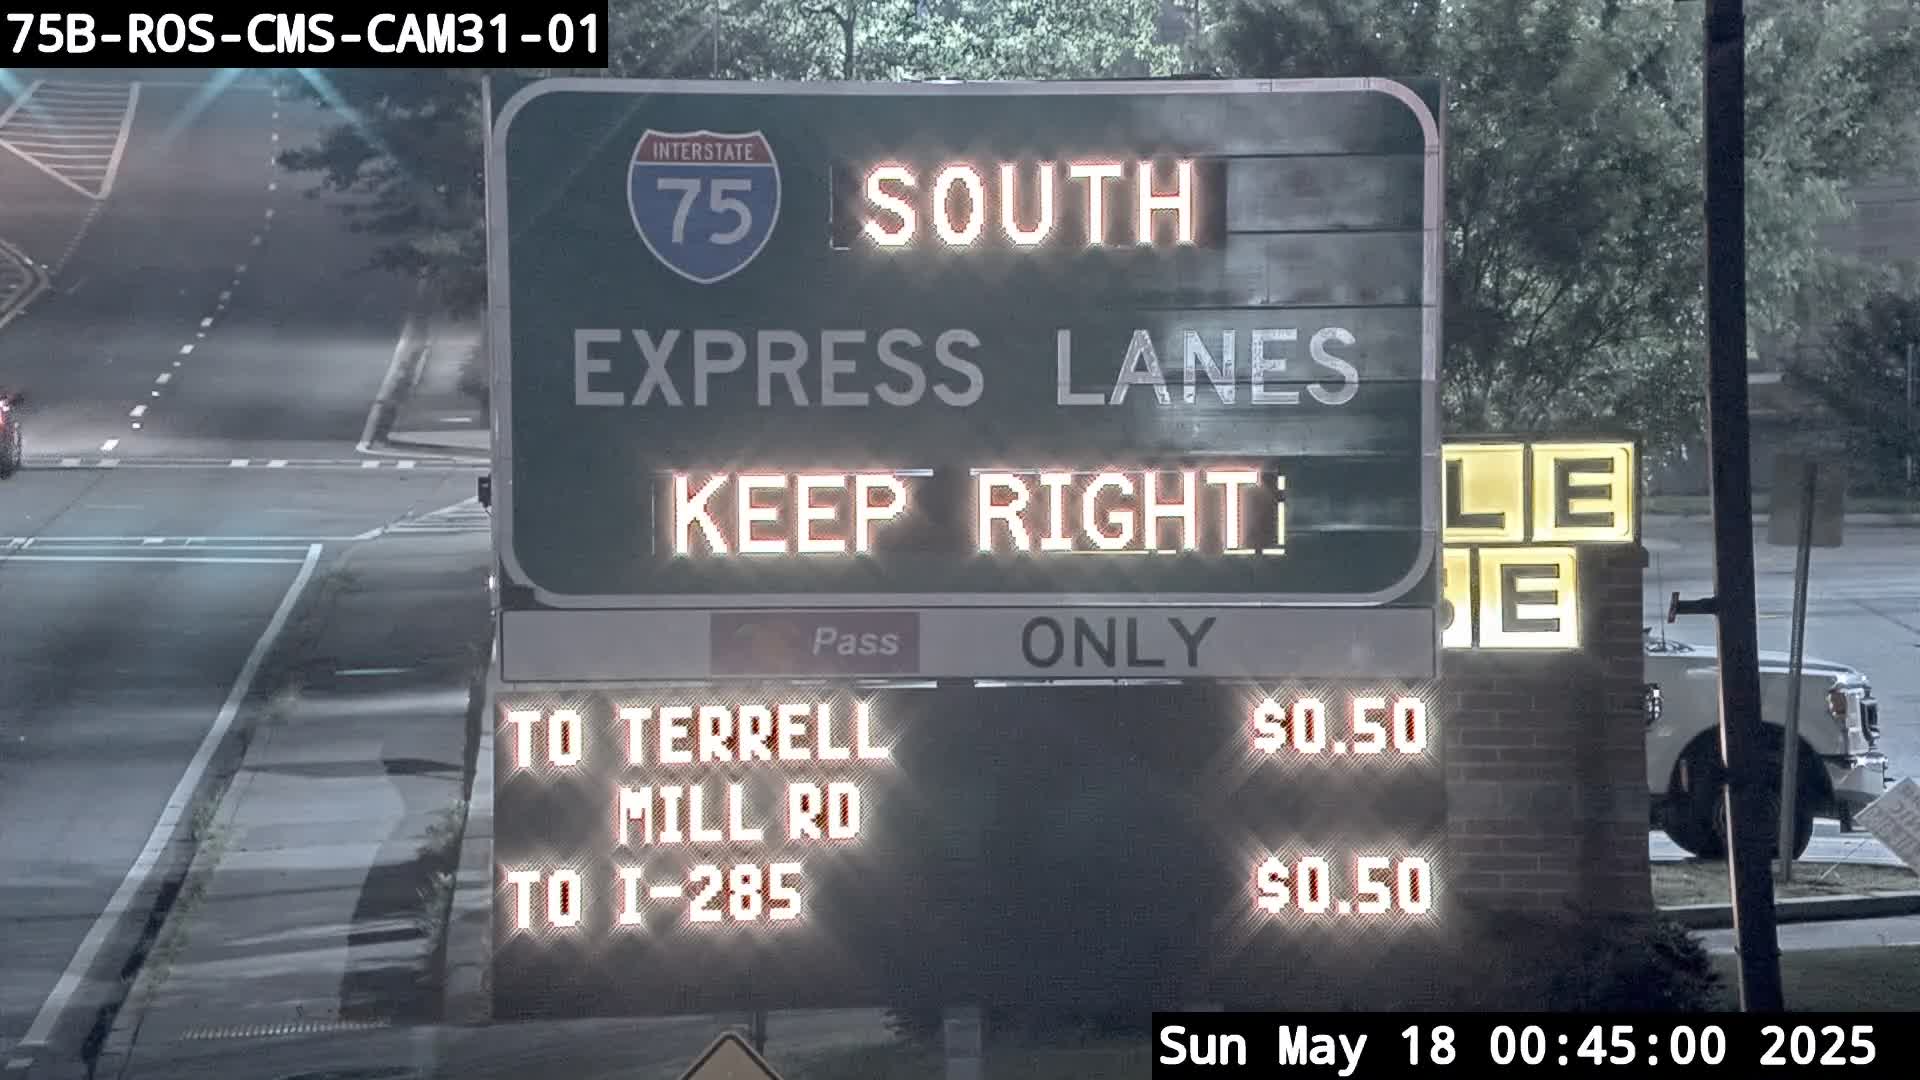 75B-ROS-CMS-CAM31-01
INTERSTATE
75
SOUTH
EXPRESS LANES
KEEP RIGHT
Pass ONLY
TO TERRELL $0.50
MILL RD
TO I-285 $0.50
LE
E
Sun May 18 00:45:00 2025